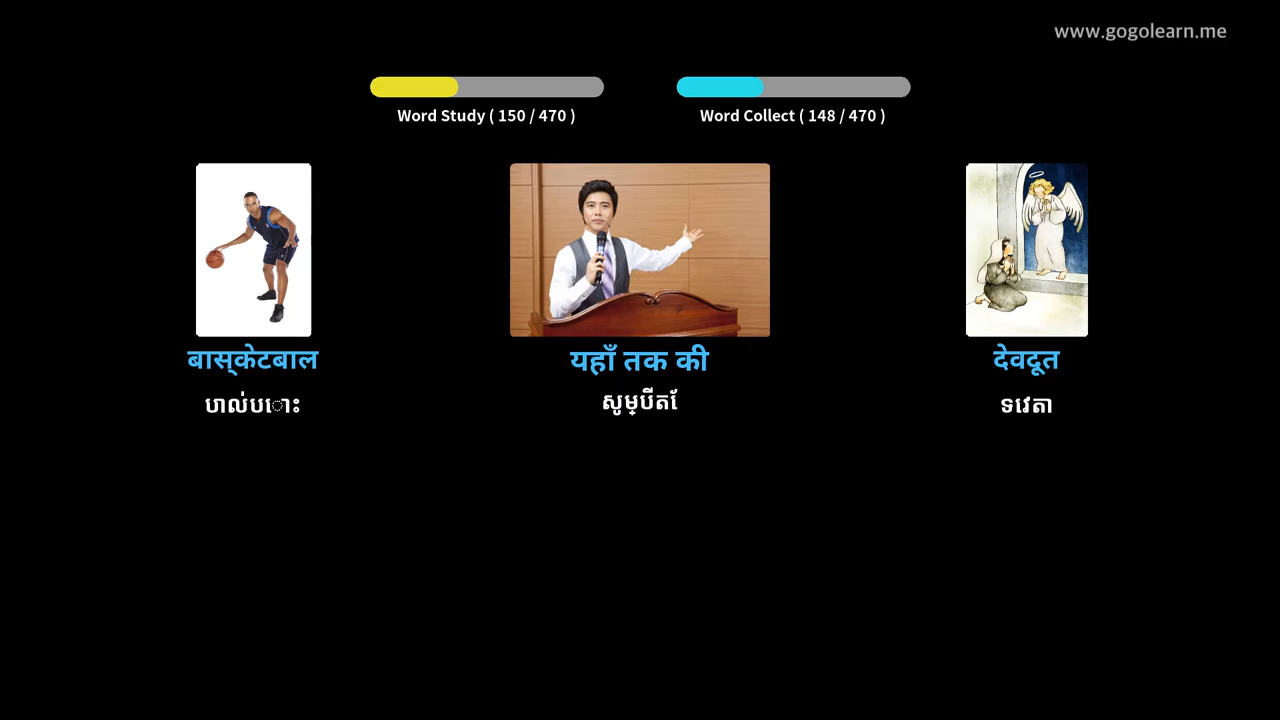 www.gogolearn.me
Word Study ( 150 / 470 )
Word Collect ( 148 / 470 )
बास्केटबाल
यहाँ तक की
देवदूत
បាល់បោះ
សូម្បីតែ
ទេវតា